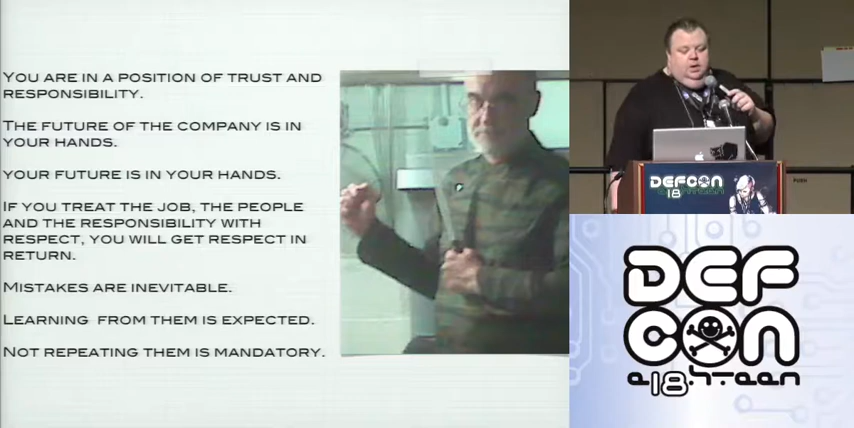 YOU ARE IN A POSITION OF TRUST AND
RESPONSIBILITY.
THE FUTURE OF THE COMPANY IS IN
YOUR HANDS.
YOUR FUTURE IS IN YOUR HANDS.
IF YOU TREAT THE JOB, THE PEOPLE
AND THE RESPONSIBILITY WITH
RESPECT, YOU WILL GET RESPECT IN
RETURN.
MISTAKES ARE INEVITABLE.
LEARNING FROM THEM IS EXPECTED.
NOT REPEATING THEM IS MANDATORY.
DEFCON
18
DEF
CON
18